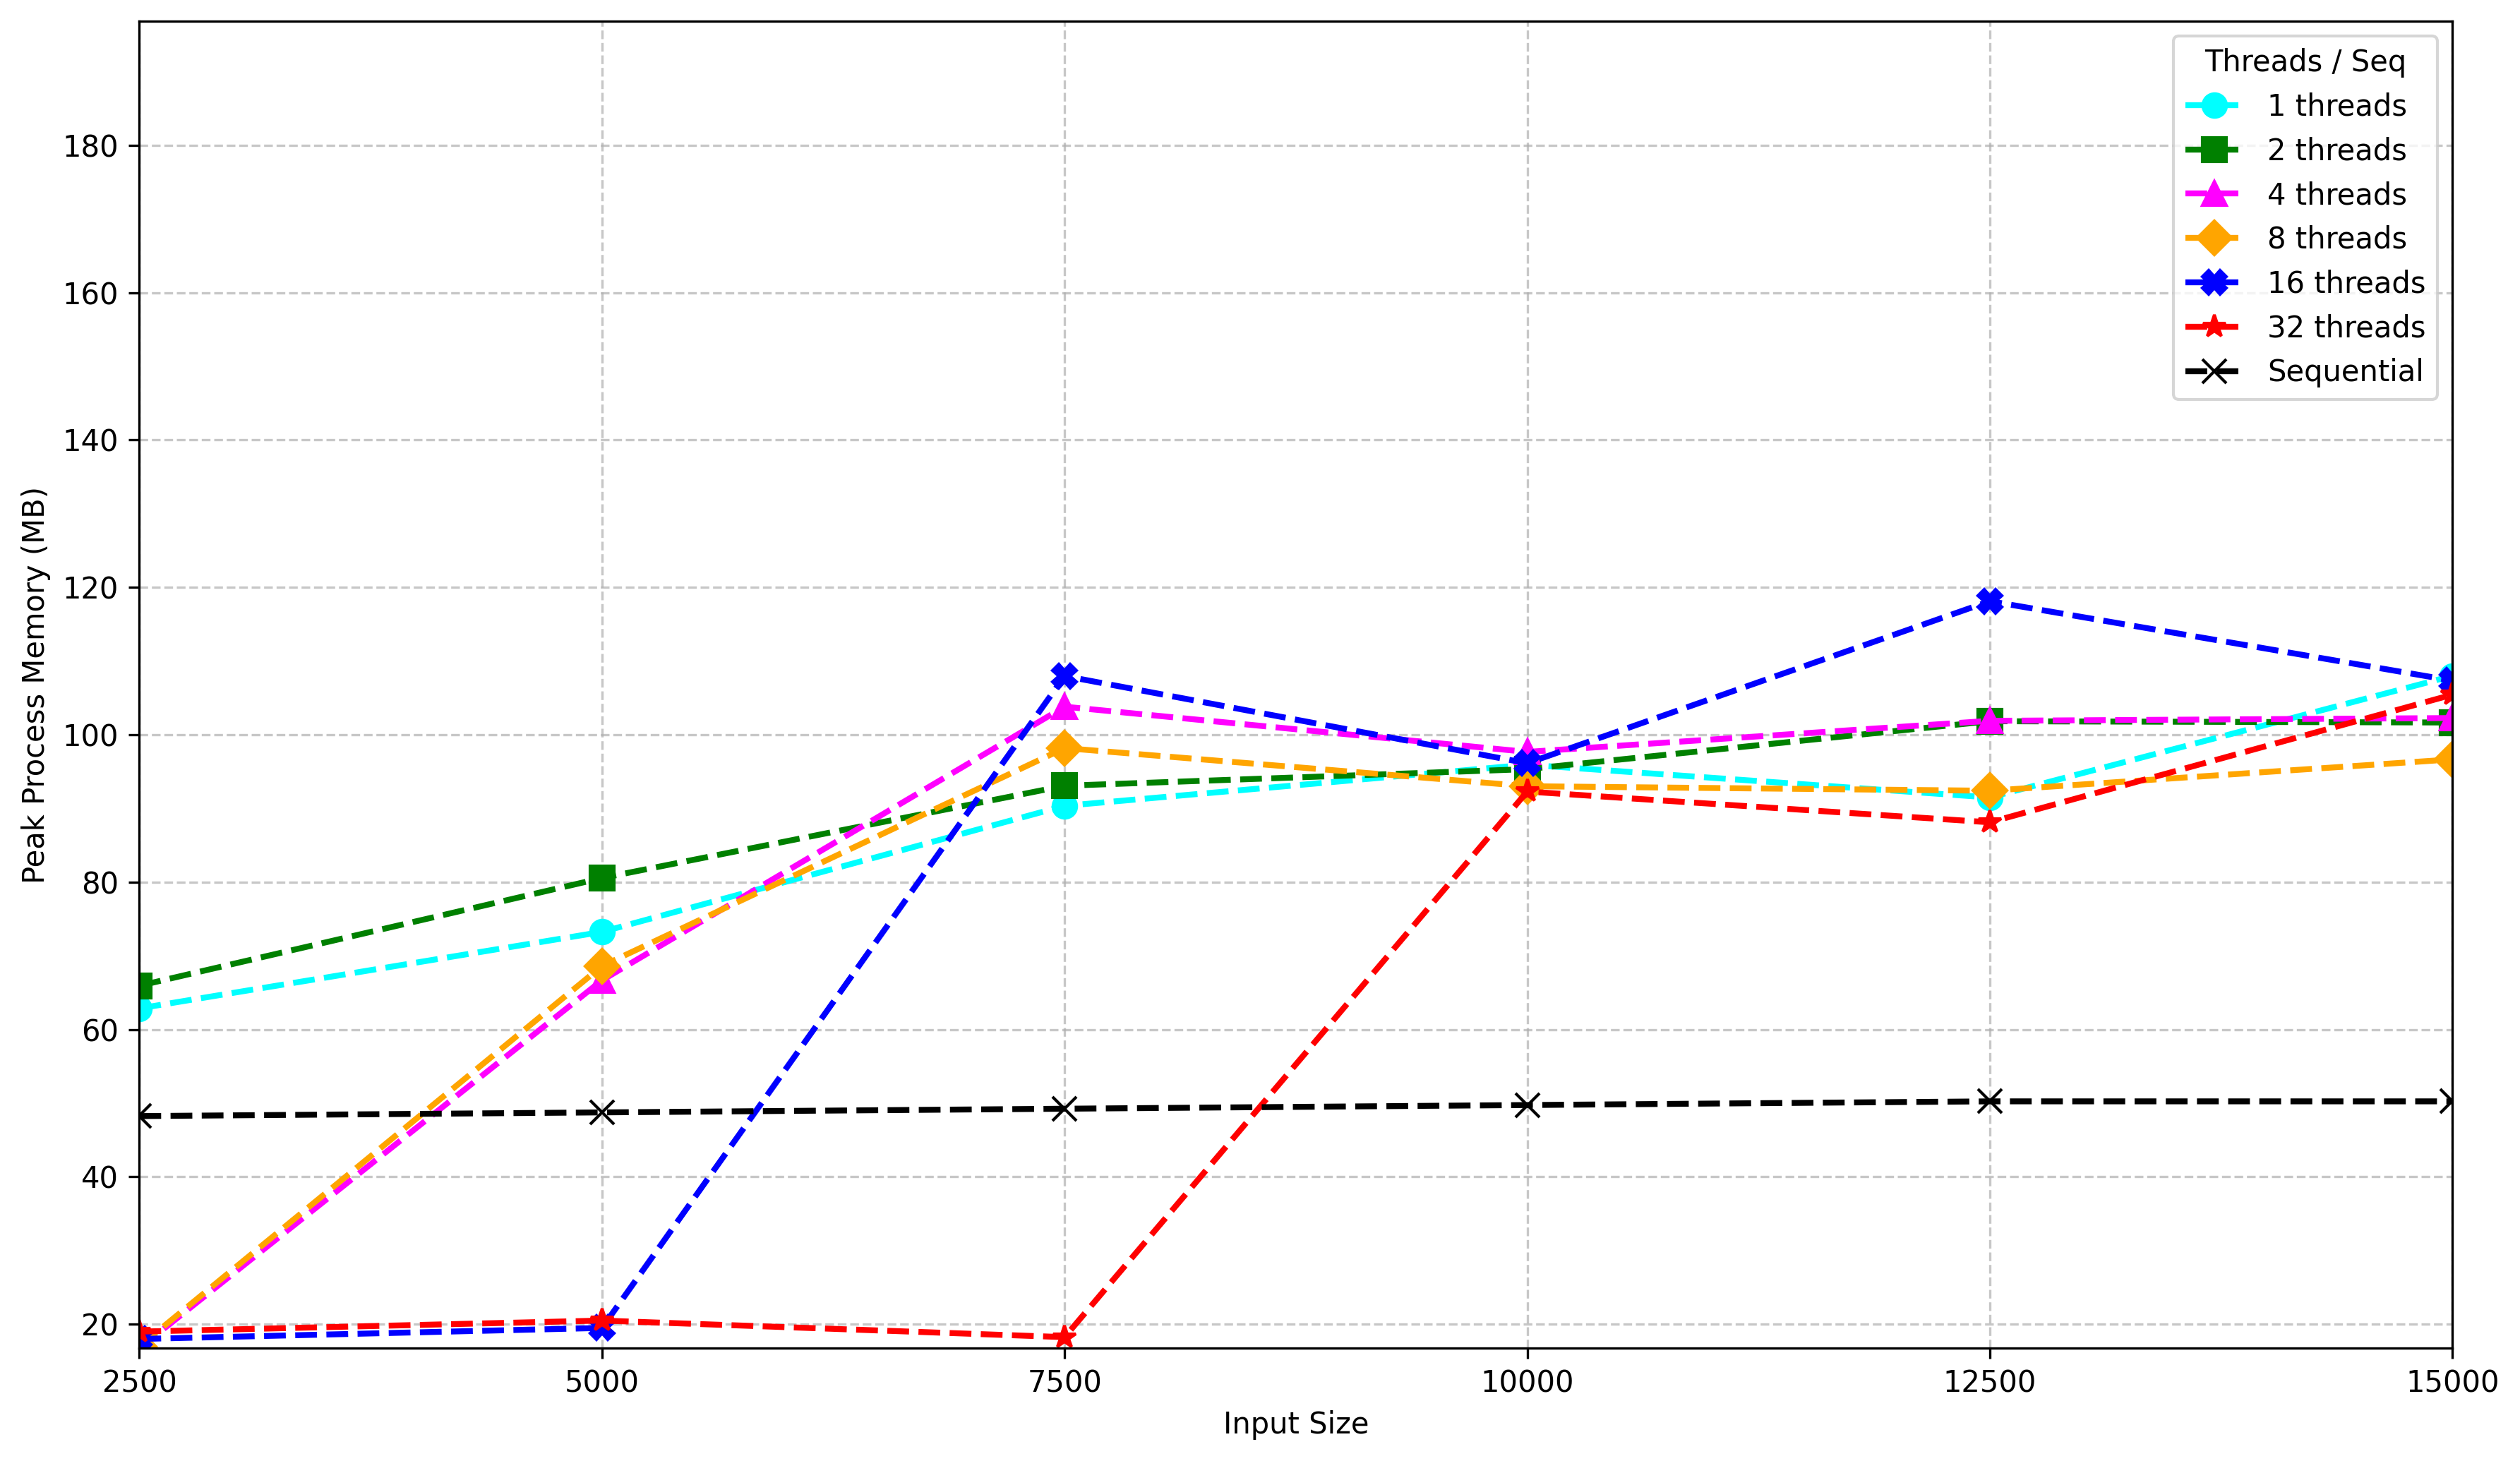 Threads / Seq
1 threads
2 threads
4 threads
8 threads
16 threads
32 threads
Sequential
Peak Process Memory (MB)
180
160
140
120
100
80
60
40
20
2500 5000 7500 10000 12500 15000
Input Size